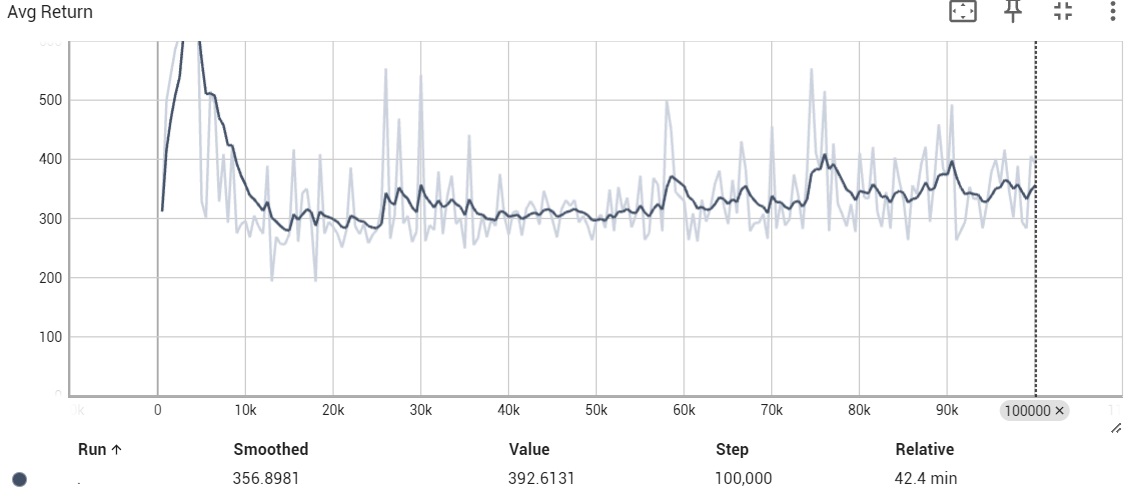 Avg Return
500
400
300
200
100
0 10k 20k 30k 40k 50k 60k 70k 80k 90k 100000 ×
Run ↑ Smoothed Value Step Relative
. 356.8981 392.6131 100,000 42.4 min